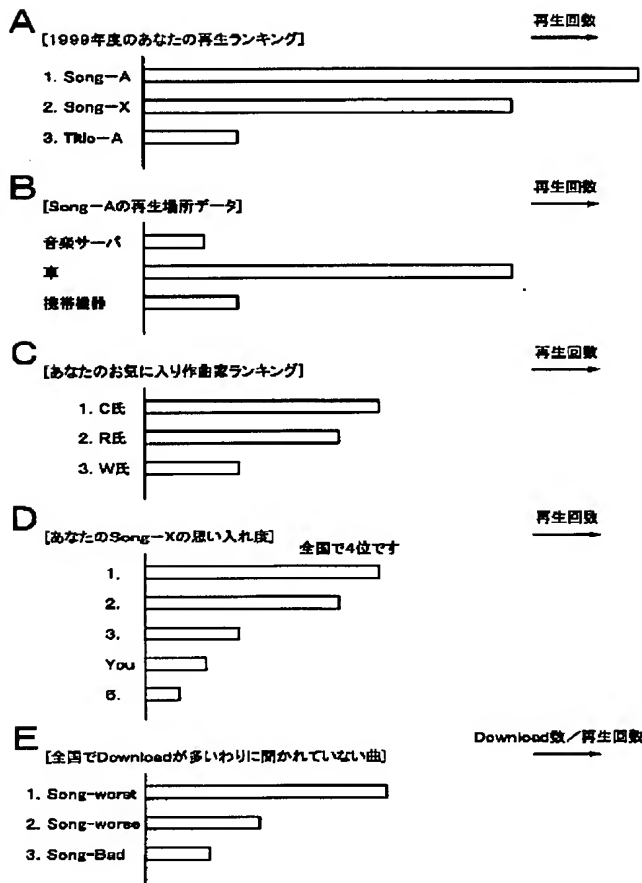 A
[1999年度のあなたの再生ランキング]
再生回数
1. Song-A
2. Song-X
3. Trio-A
B
[Song-Aの再生場所データ]
再生回数
音楽サーバ
車
携帯機器
C
[あなたのお気に入り作曲家ランキング]
再生回数
1. C氏
2. R氏
3. W氏
D
[あなたのSong-Xの思い入れ度]
再生回数
全国で4位です
1.
2.
3.
You
5.
E
[全国でDownloadが多いわりに聞かれていない曲]
Download数/再生回数
1. Song-worst
2. Song-worse
3. Song-Bad